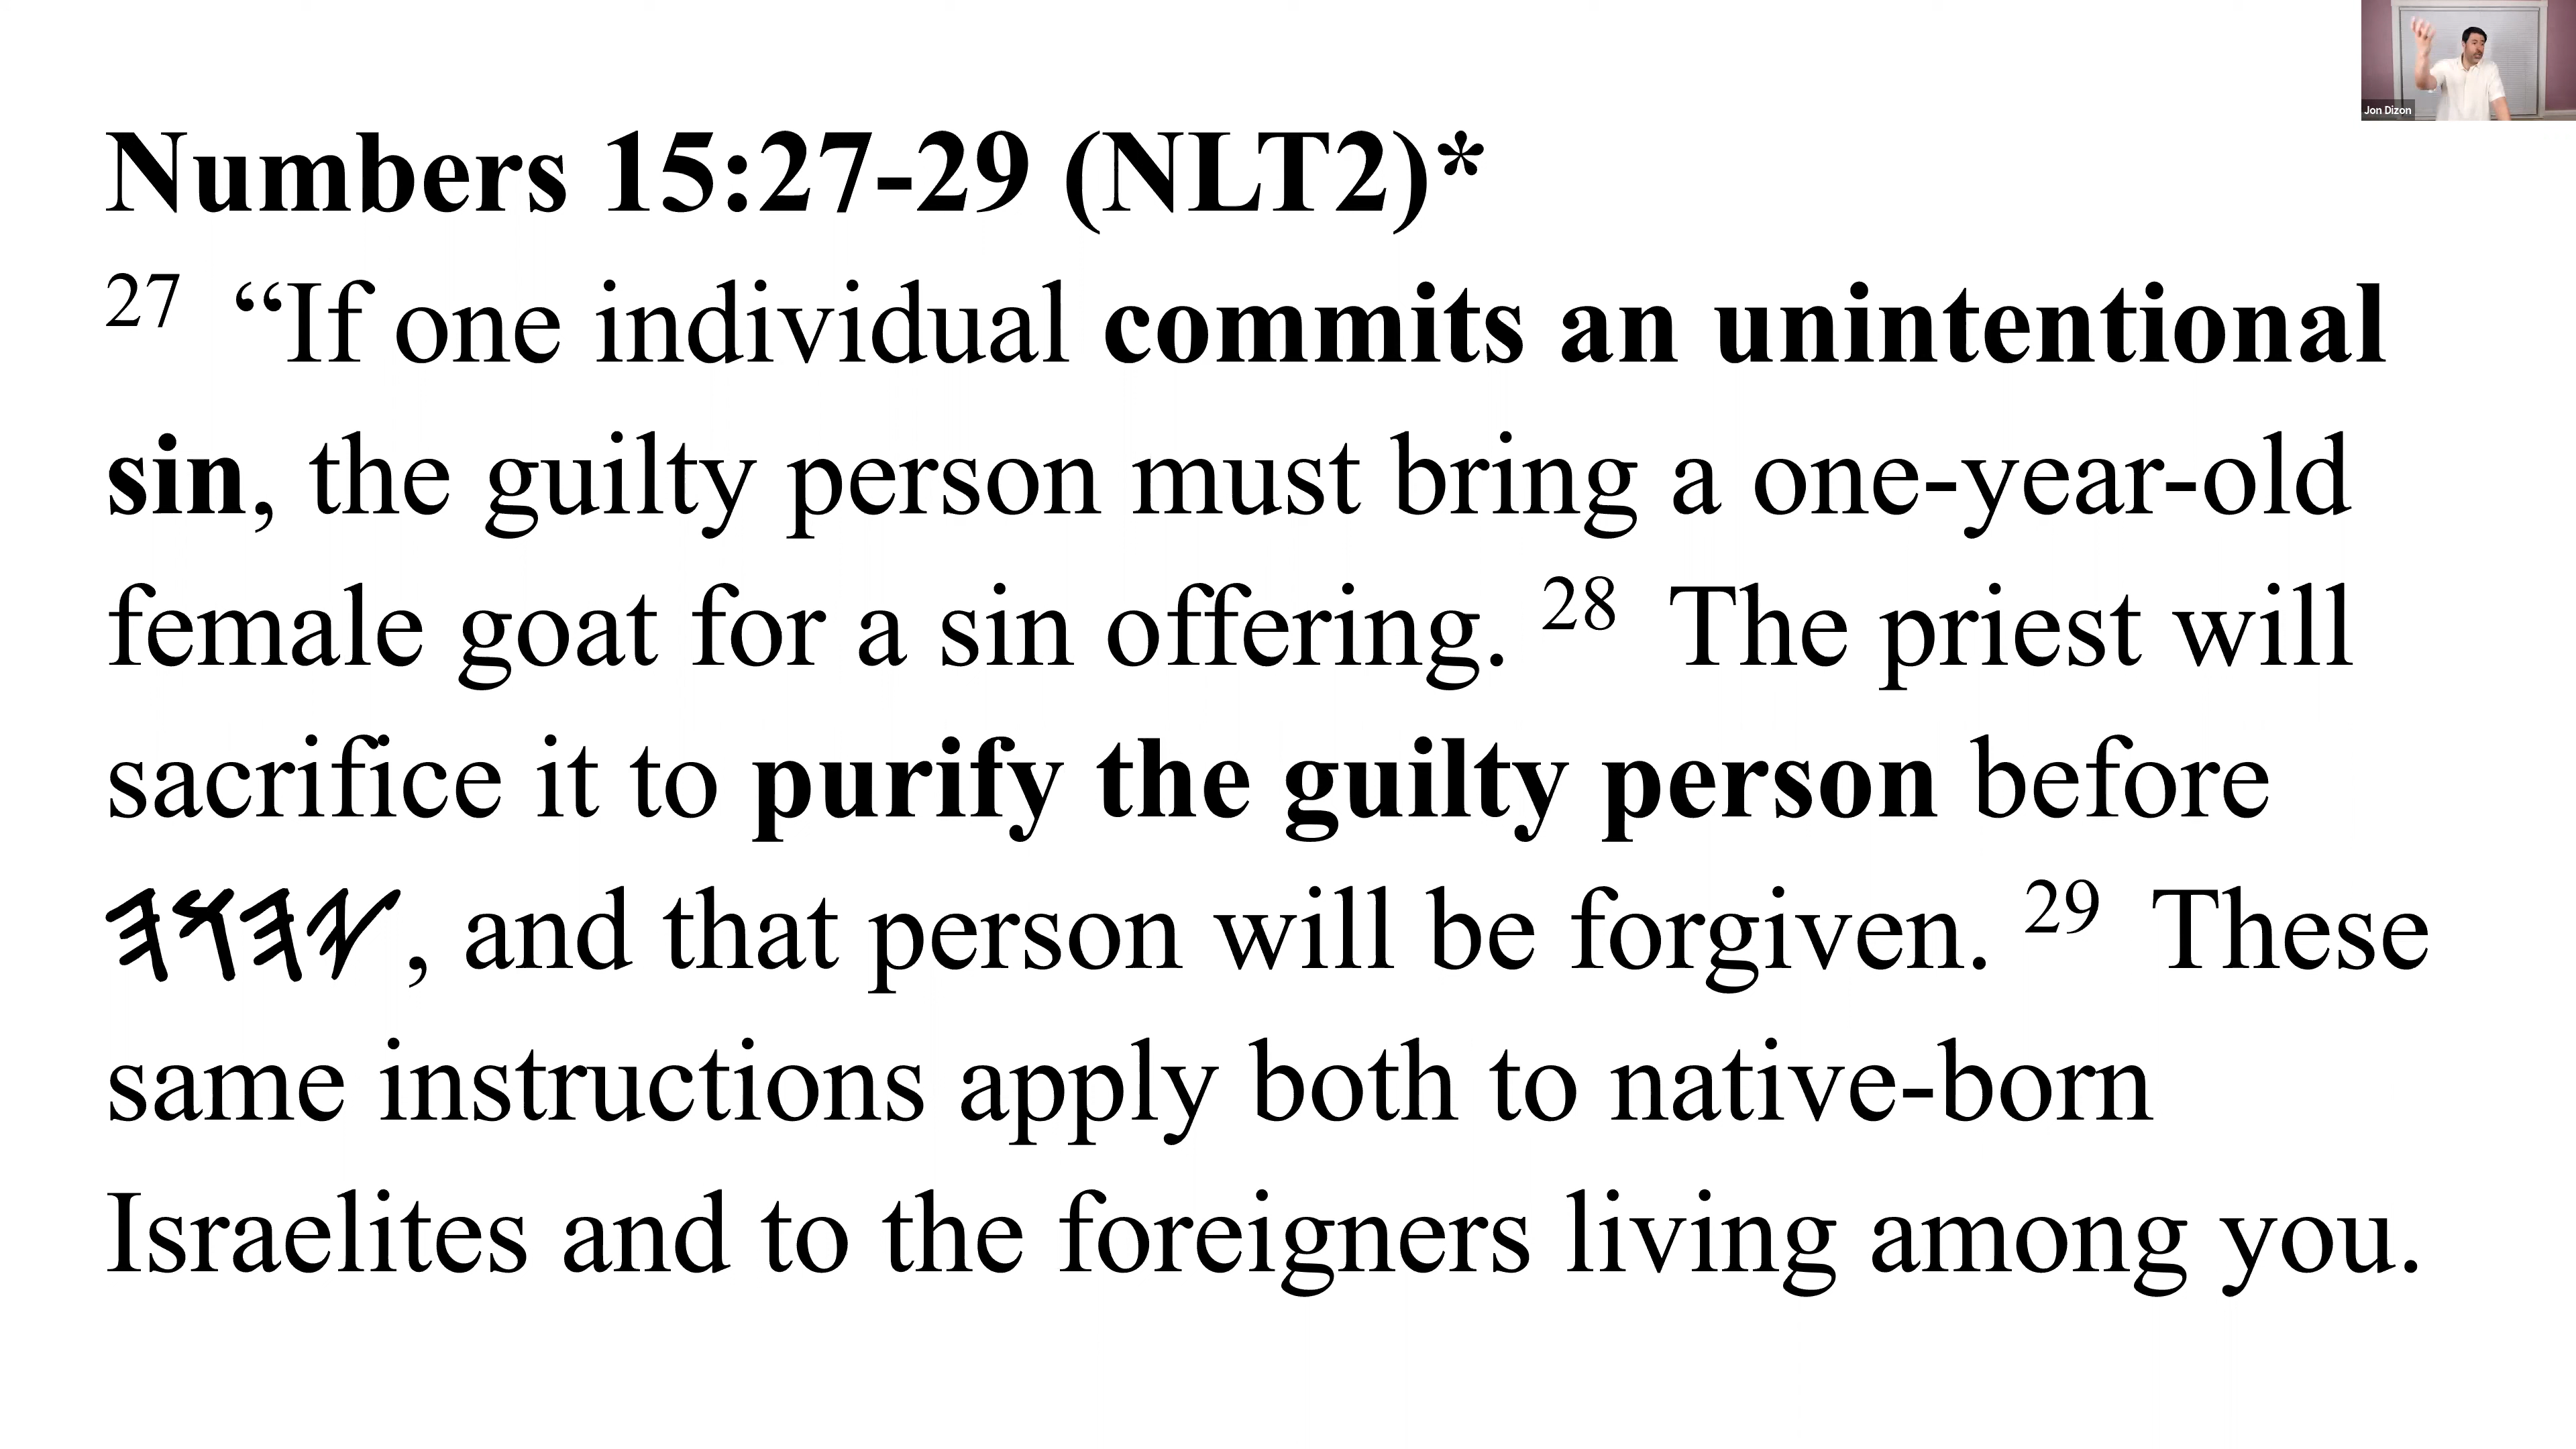 Jon Dizon
Numbers 15:27-29 (NLT2)*
27 “If one individual commits an unintentional
sin, the guilty person must bring a one-year-old
female goat for a sin offering. 28 The priest will
sacrifice it to purify the guilty person before
𐤉𐤄𐤅𐤄, and that person will be forgiven. 29 These
same instructions apply both to native-born
Israelites and to the foreigners living among you.